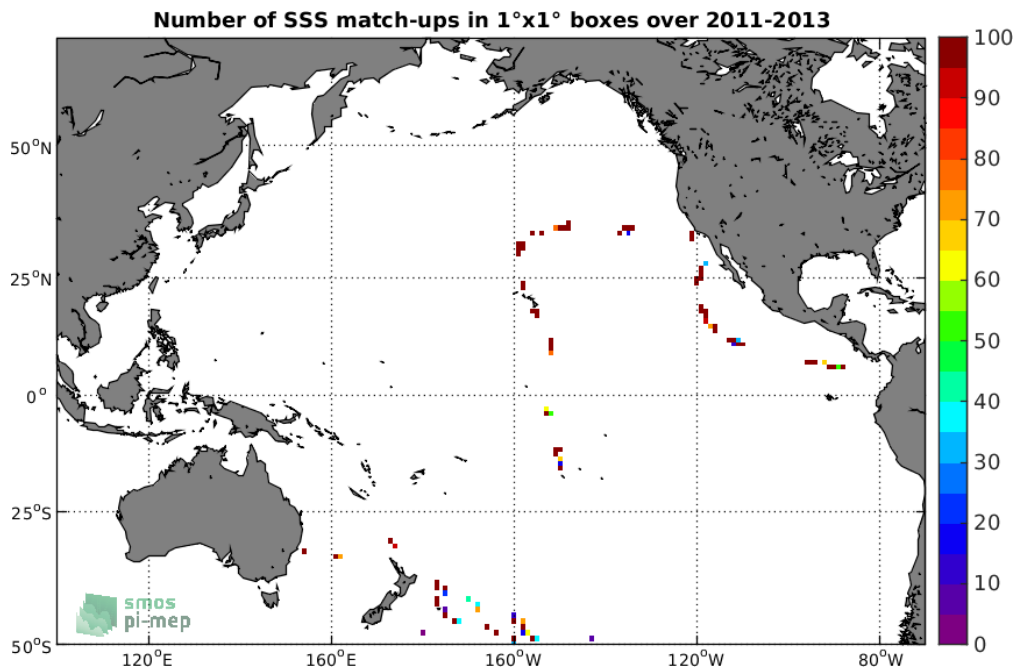 Number of SSS match-ups in 1°x1° boxes over 2011-2013
50°N
25°N
0°
25°S
50°S
120°E
160°E
160°W
120°W
80°W
100
90
80
70
60
50
40
30
20
10
0
smos
pi-mep